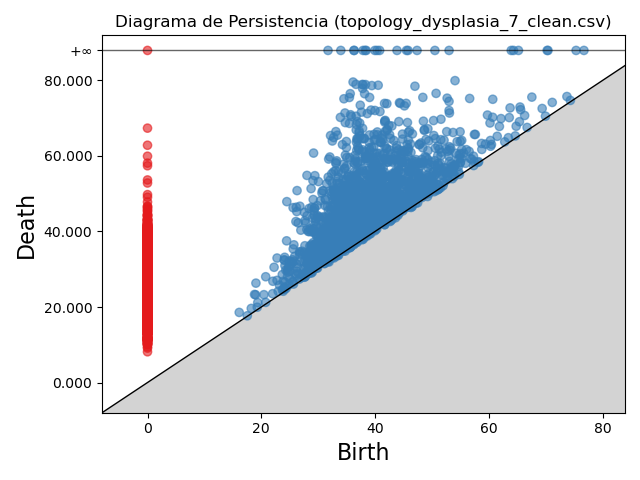 Diagrama de Persistencia (topology_dysplasia_7_clean.csv)
+∞
80.000
60.000
40.000
20.000
0.000
Death
0 20 40 60 80
Birth